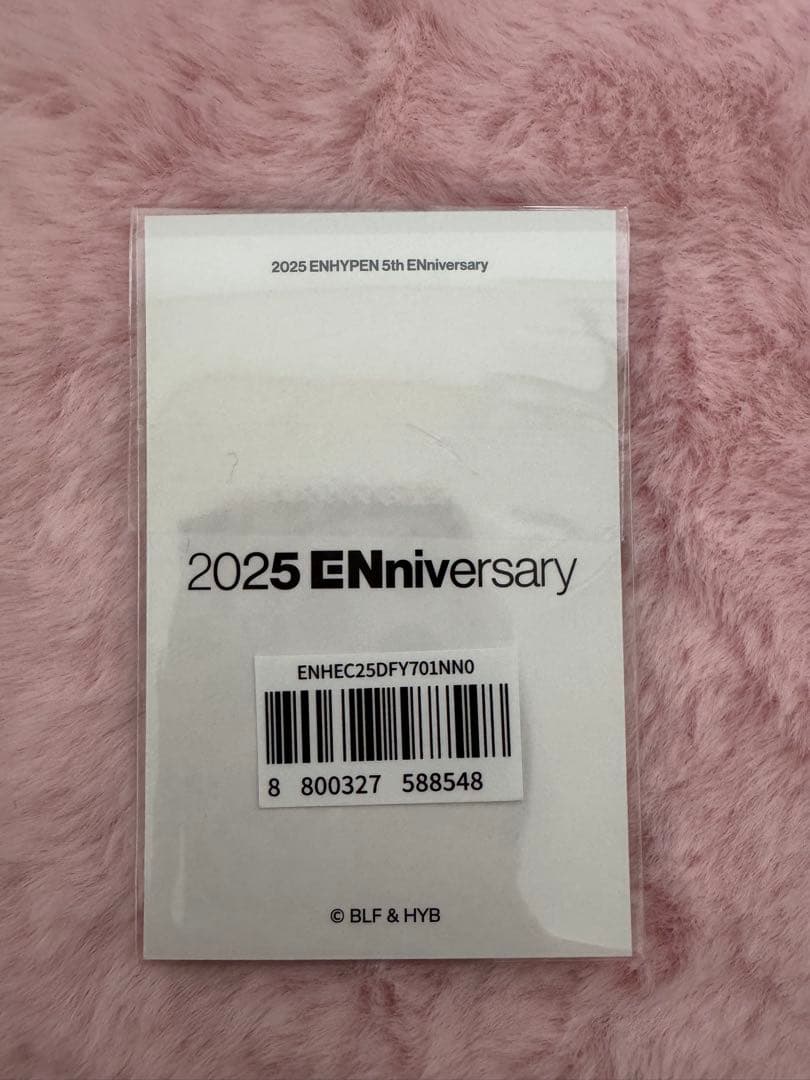 2025 ENHYPEN 5th ENniversary
2025 ENniversary
ENHEC25DFY701NN0
8 800327 588548
© BLF & HYB